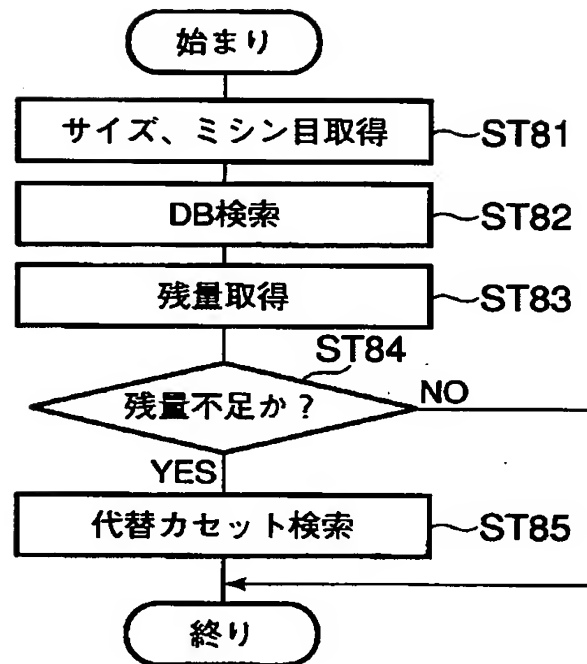 始まり
サイズ、ミシン目取得 ST81
DB検索 ST82
残量取得 ST83
ST84
残量不足か？ NO
YES
代替カセット検索 ST85
終り